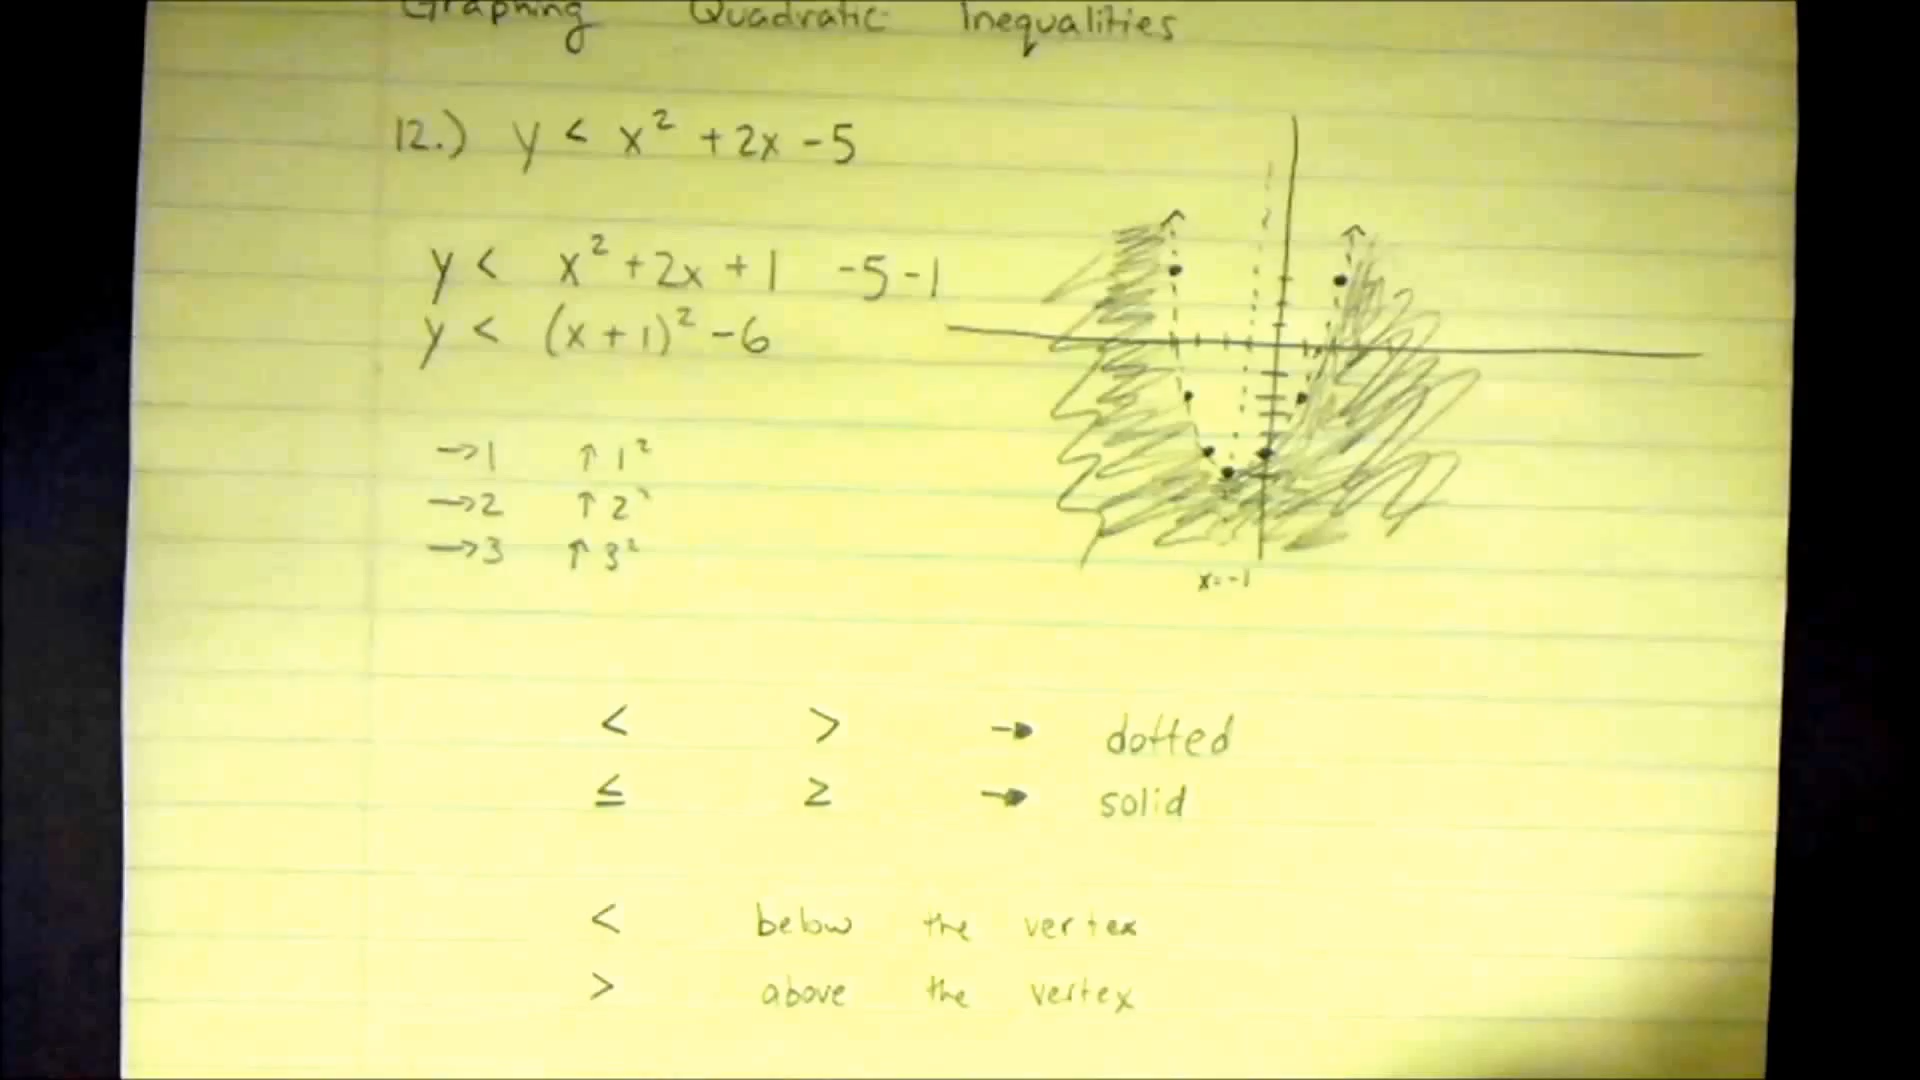 Graphing Quadratic Inequalities
12.) y < x² + 2x - 5
y < x² + 2x + 1 -5 -1
y < (x + 1)² - 6
→1 ↑ 1²
→2 ↑ 2²
→3 ↑ 3²
x = -1
< > → dotted
≤ ≥ → solid
< below the vertex
> above the vertex